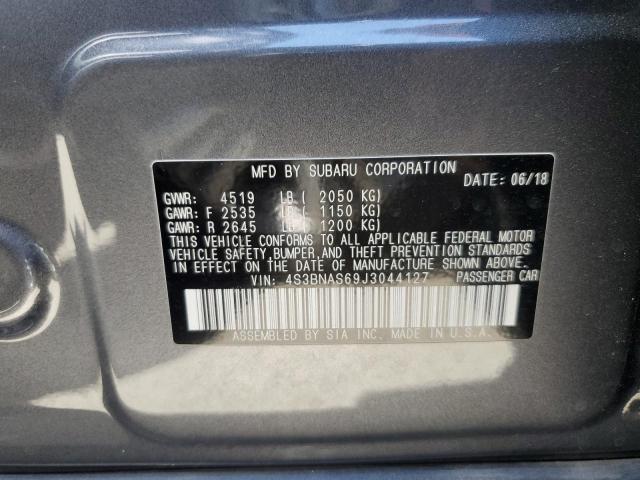 MFD BY SUBARU CORPORATION
DATE: 06/18
GVWR: 4519 LB ( 2050 KG)
GAWR: F 2535 LB ( 1150 KG)
GAWR: R 2645 LB ( 1200 KG)
THIS VEHICLE CONFORMS TO ALL APPLICABLE FEDERAL MOTOR
VEHICLE SAFETY, BUMPER, AND THEFT PREVENTION STANDARDS
IN EFFECT ON THE DATE OF MANUFACTURE SHOWN ABOVE.
VIN: 4S3BNAS69J3044127 PASSENGER CAR
ASSEMBLED BY SIA INC. MADE IN U.S.A.